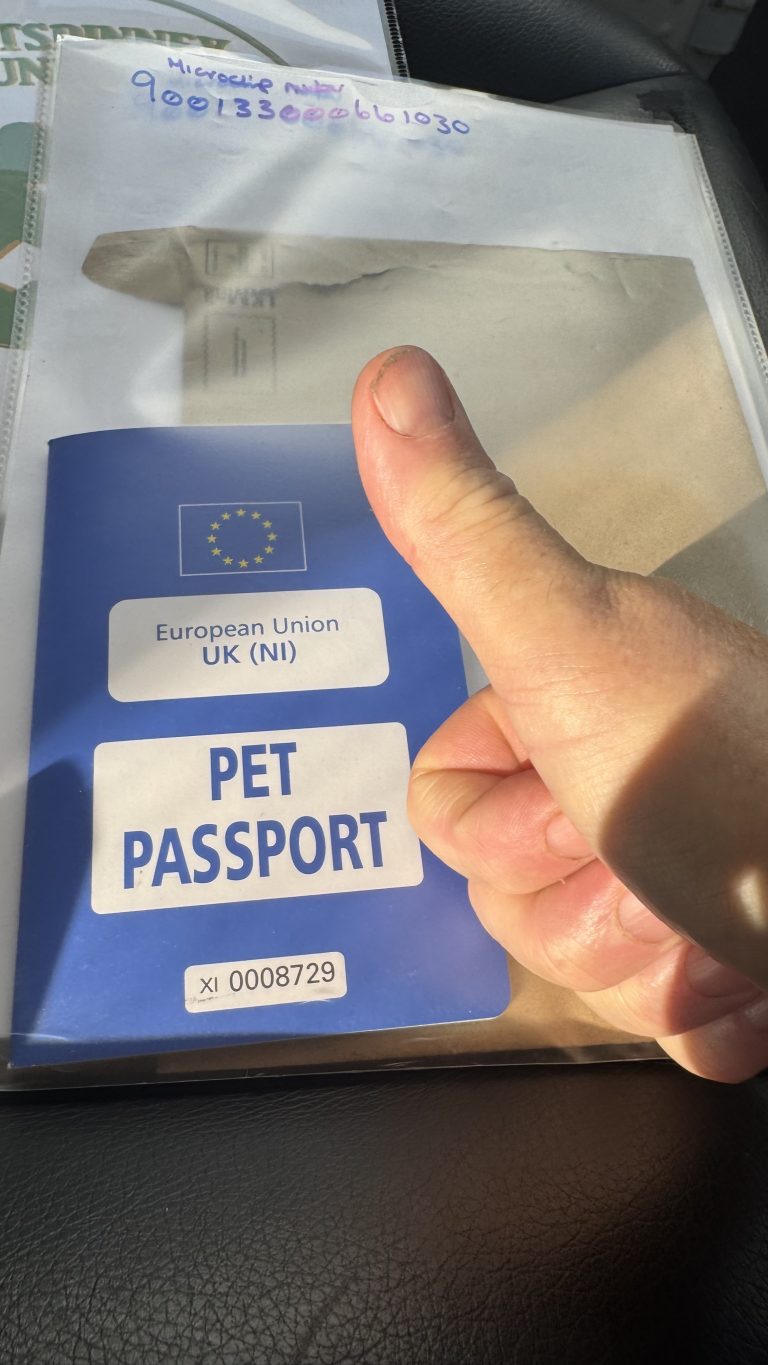 Microchip number
900133000661030
European Union
UK (NI)
PET
PASSPORT
XI 0008729